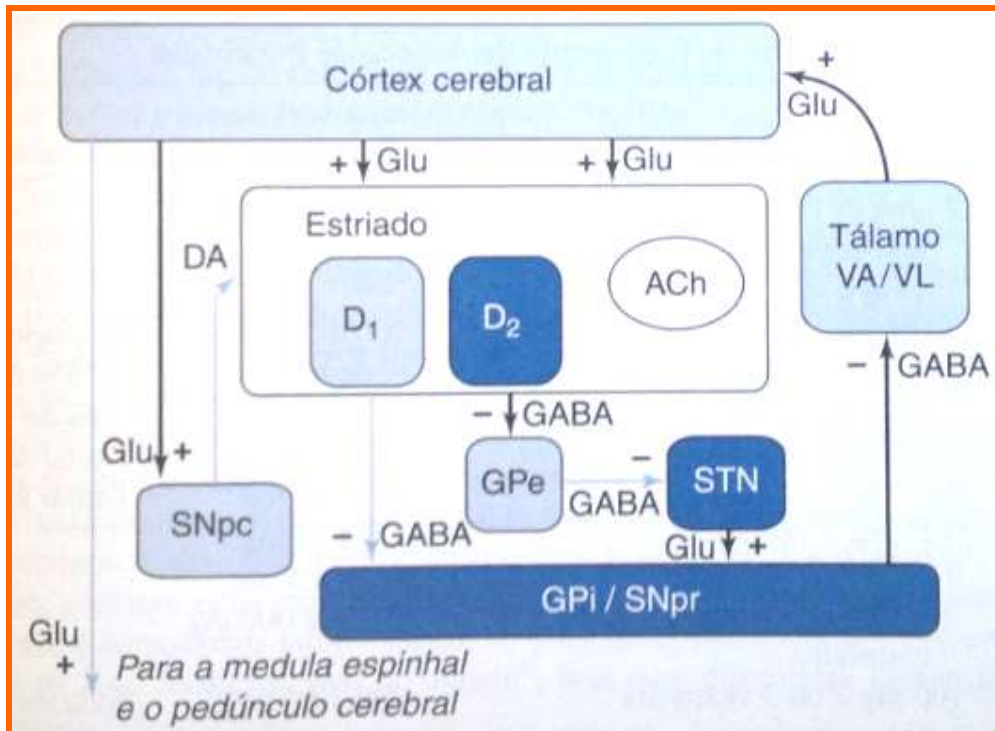 Córtex cerebral
+
Glu
+ Glu
+ Glu
Estriado
DA
D1
D2
ACh
Tálamo
VA/VL
− GABA
− GABA
Glu +
SNpc
GPe
−
GABA
STN
− GABA
Glu +
GPi / SNpr
Glu
+
Para a medula espinhal
e o pedúnculo cerebral